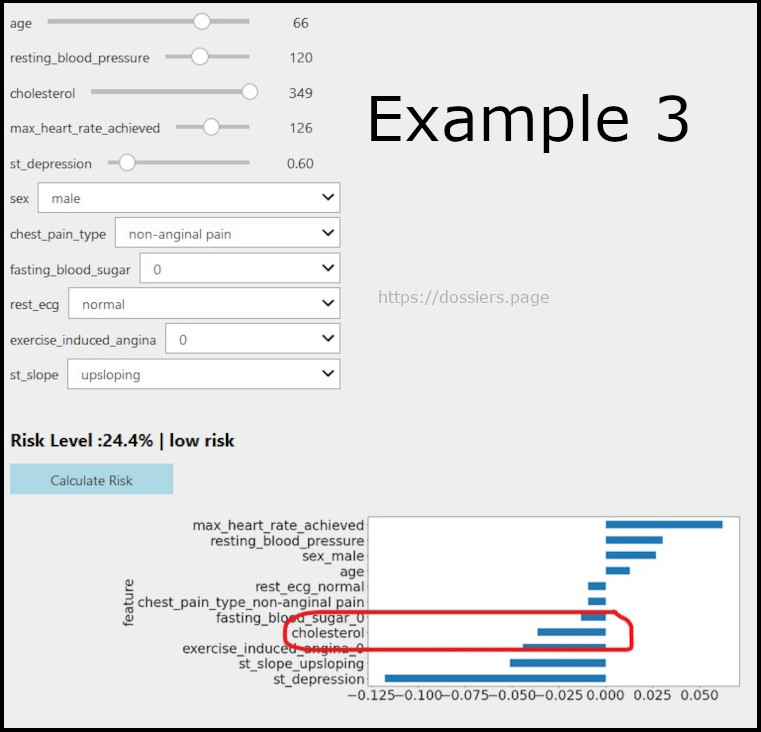 age 66
resting_blood_pressure 120
cholesterol 349
max_heart_rate_achieved 126
st_depression 0.60
Example 3
sex male
chest_pain_type non-anginal pain
fasting_blood_sugar 0
rest_ecg normal
https://dossiers.page
exercise_induced_angina 0
st_slope upsloping
Risk Level :24.4% | low risk
Calculate Risk
max_heart_rate_achieved
resting_blood_pressure
sex_male
age
rest_ecg_normal
chest_pain_type_non-anginal pain
fasting_blood_sugar_0
cholesterol
exercise_induced_angina_0
st_slope_upsloping
st_depression
feature
−0.125 −0.100 −0.075 −0.050 −0.025 0.000 0.025 0.050